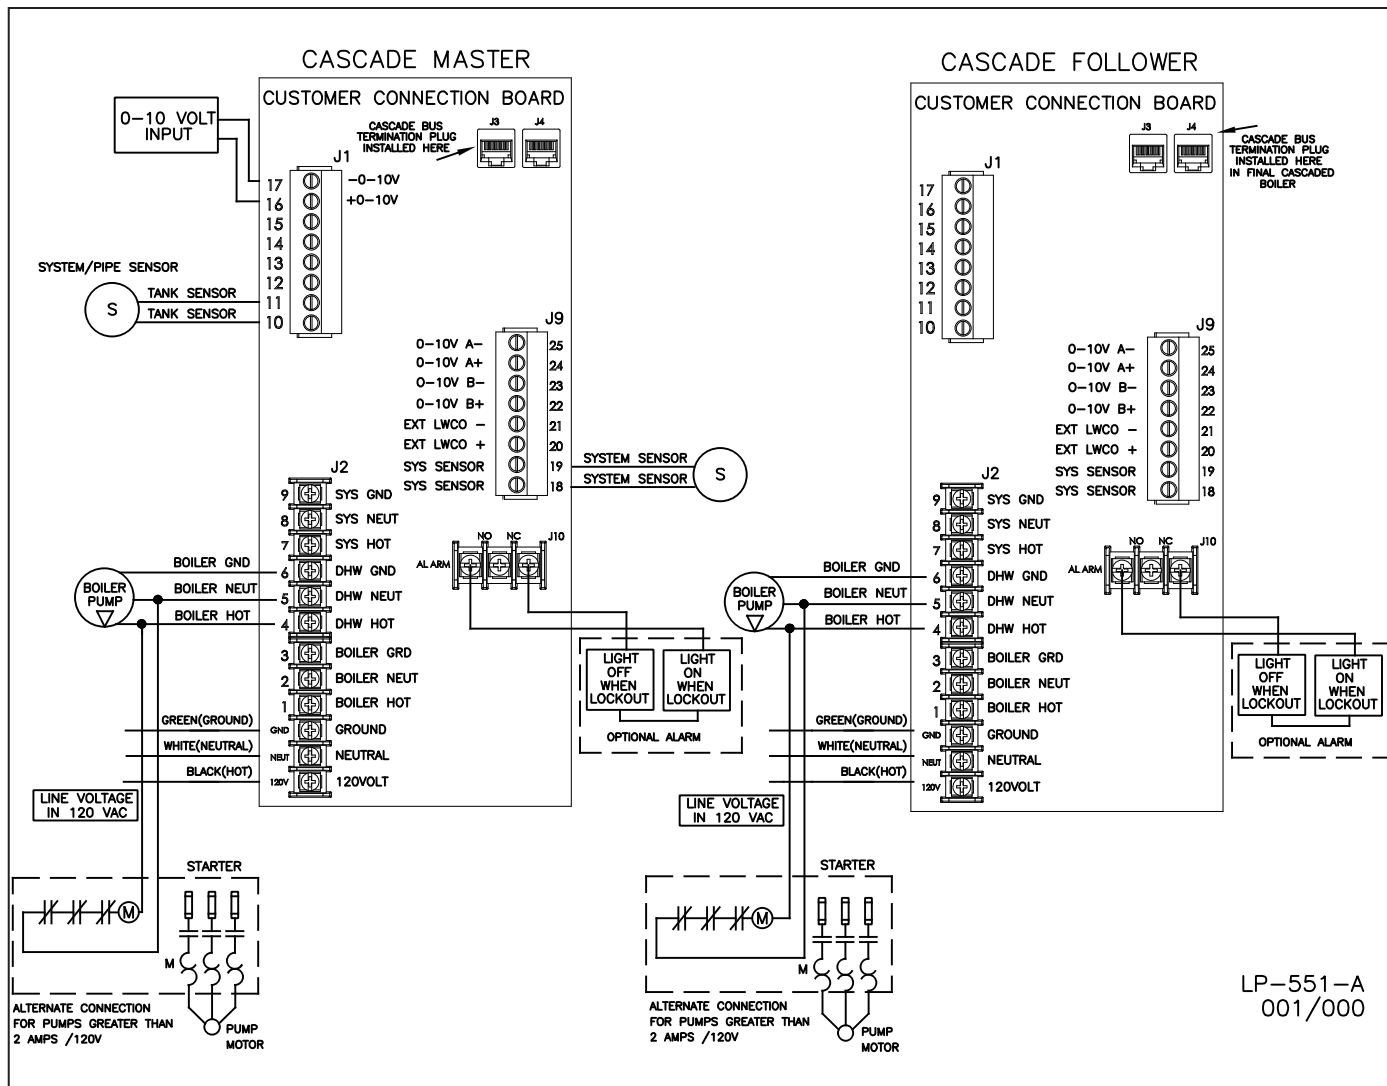 CASCADE MASTER
CUSTOMER CONNECTION BOARD
0-10 VOLT
INPUT
CASCADE BUS
TERMINATION PLUG
INSTALLED HERE
J3
J4
J1
17
-0-10V
16
+0-10V
15
14
13
12
11
10
SYSTEM/PIPE SENSOR
S
TANK SENSOR
TANK SENSOR
J9
0-10V A-
25
0-10V A+
24
0-10V B-
23
0-10V B+
22
EXT LWCO -
21
EXT LWCO +
20
SYS SENSOR
19
SYS SENSOR
18
SYSTEM SENSOR
SYSTEM SENSOR
S
J2
9
SYS GND
8
SYS NEUT
7
SYS HOT
6
DHW GND
5
DHW NEUT
4
DHW HOT
3
BOILER GRD
2
BOILER NEUT
1
BOILER HOT
GND
GROUND
NEUT
NEUTRAL
120V
120VOLT
BOILER GND
BOILER NEUT
BOILER HOT
BOILER
PUMP
GREEN(GROUND)
WHITE(NEUTRAL)
BLACK(HOT)
LINE VOLTAGE
IN 120 VAC
NO
NC
J10
ALARM
LIGHT
OFF
WHEN
LOCKOUT
LIGHT
ON
WHEN
LOCKOUT
OPTIONAL ALARM
STARTER
M
M
ALTERNATE CONNECTION
FOR PUMPS GREATER THAN
2 AMPS /120V
PUMP
MOTOR
CASCADE FOLLOWER
CUSTOMER CONNECTION BOARD
J3
J4
CASCADE BUS
TERMINATION PLUG
INSTALLED HERE
IN FINAL CASCADED
BOILER
J1
17
16
15
14
13
12
11
10
J9
0-10V A-
25
0-10V A+
24
0-10V B-
23
0-10V B+
22
EXT LWCO -
21
EXT LWCO +
20
SYS SENSOR
19
SYS SENSOR
18
J2
9
SYS GND
8
SYS NEUT
7
SYS HOT
6
DHW GND
5
DHW NEUT
4
DHW HOT
3
BOILER GRD
2
BOILER NEUT
1
BOILER HOT
GND
GROUND
NEUT
NEUTRAL
120V
120VOLT
BOILER GND
BOILER NEUT
BOILER HOT
BOILER
PUMP
GREEN(GROUND)
WHITE(NEUTRAL)
BLACK(HOT)
LINE VOLTAGE
IN 120 VAC
NO
NC
J10
ALARM
LIGHT
OFF
WHEN
LOCKOUT
LIGHT
ON
WHEN
LOCKOUT
OPTIONAL ALARM
STARTER
M
M
ALTERNATE CONNECTION
FOR PUMPS GREATER THAN
2 AMPS /120V
PUMP
MOTOR
LP-551-A
001/000